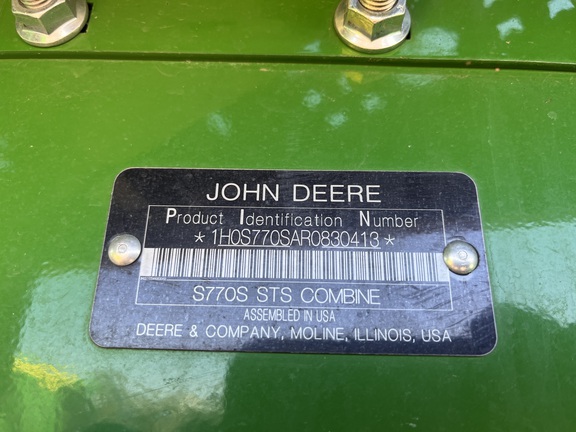 JOHN DEERE
Product Identification Number
*1H0S770SAR0830413*
S770S STS COMBINE
ASSEMBLED IN USA
DEERE & COMPANY, MOLINE, ILLINOIS, USA